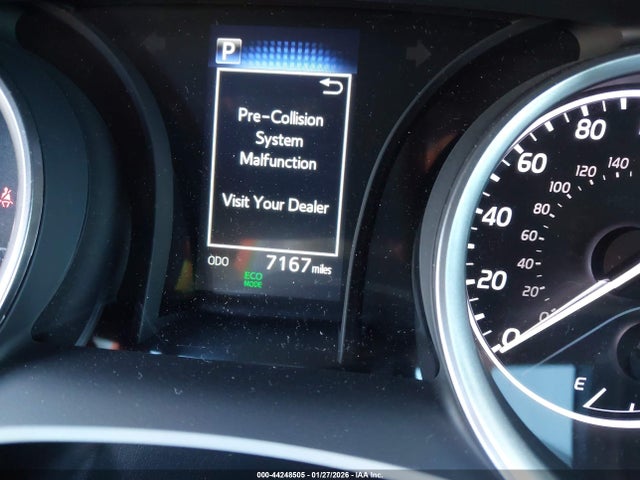 P
Pre-Collision
System
Malfunction
Visit Your Dealer
ODO 7167 miles
ECO
MODE
80
60
40
20
0
140
120
100
80
60
40
20
0
E
000-44248505 | 01/27/2026 | IAA Inc.